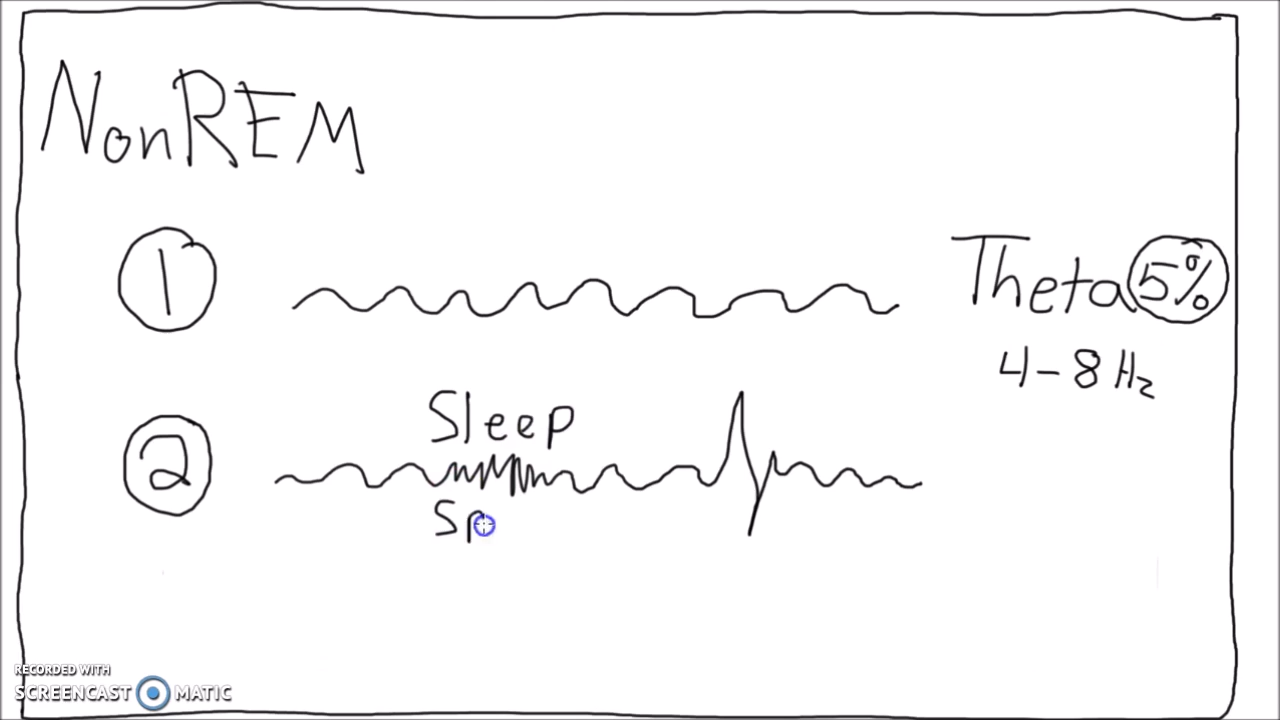 NonREM
1
Theta 5%
4-8 Hz
Sleep
2
Sp
RECORDED WITH
SCREENCAST MATIC